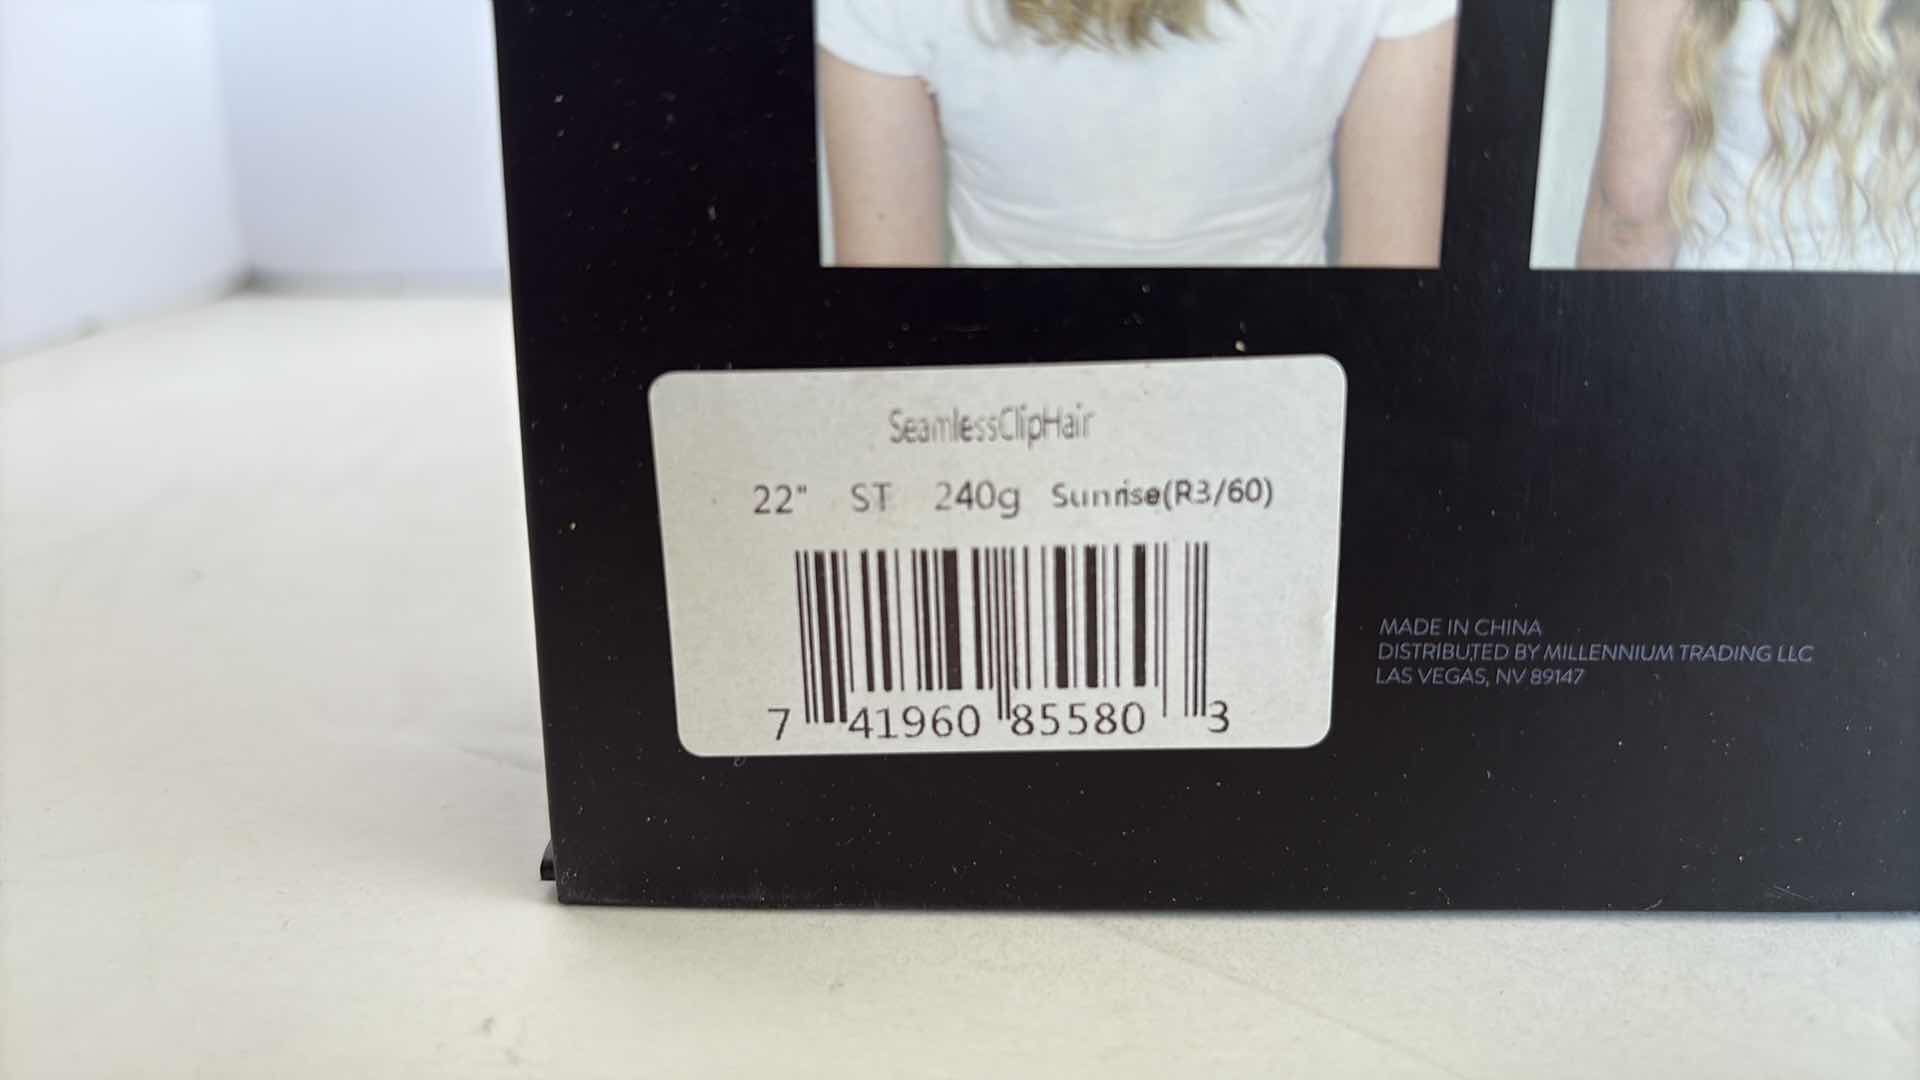 SeamlessClipHair
22" ST 240g Sunrise(R3/60)
7 41960 85580 3
MADE IN CHINA
DISTRIBUTED BY MILLENNIUM TRADING LLC
LAS VEGAS, NV 89147